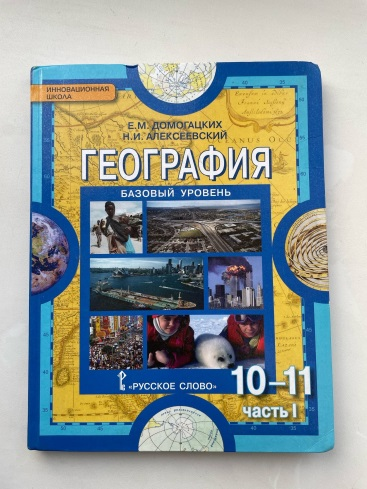 ИННОВАЦИОННАЯ
ШКОЛА
Е.М. ДОМОГАЦКИХ
Н.И. АЛЕКСЕЕВСКИЙ
ГЕОГРАФИЯ
БАЗОВЫЙ УРОВЕНЬ
«РУССКОЕ СЛОВО»
10–11
часть I